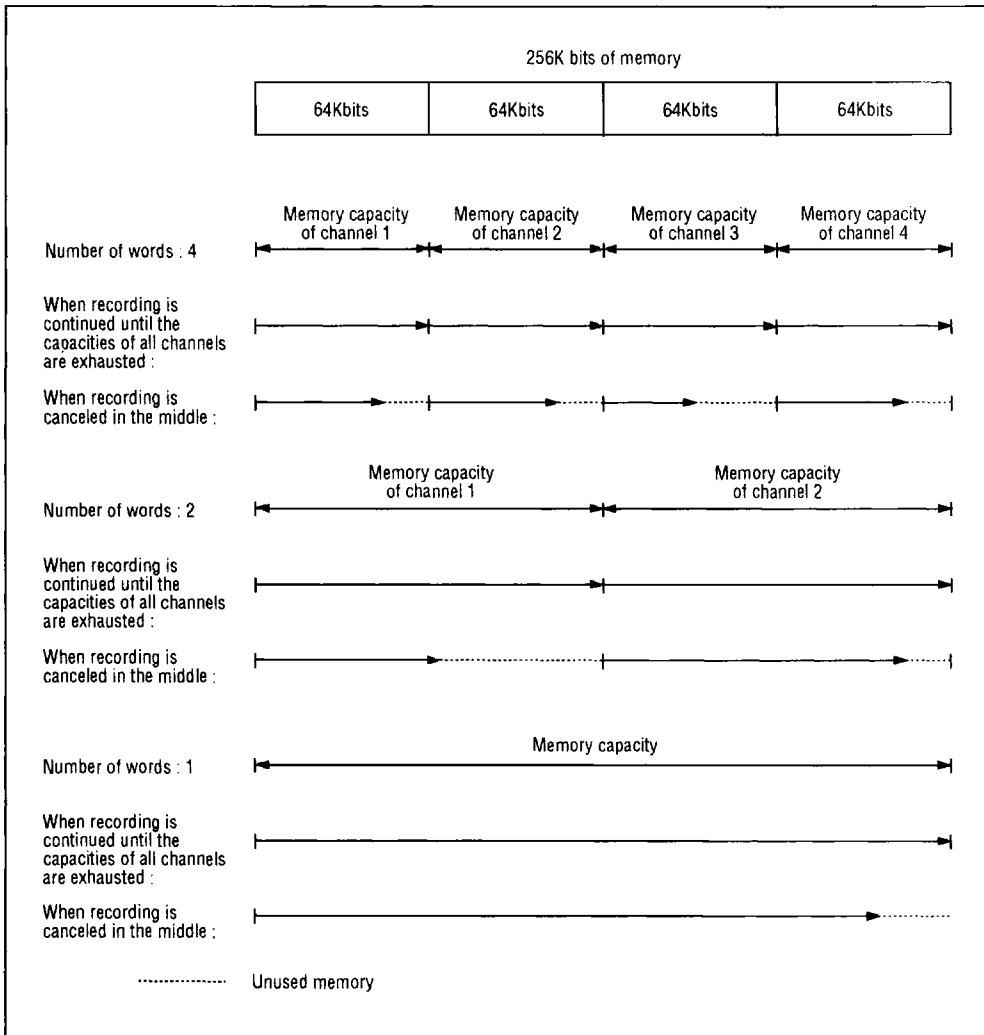 256K bits of memory
64Kbits 64Kbits 64Kbits 64Kbits
Memory capacity
of channel 1
Memory capacity
of channel 2
Memory capacity
of channel 3
Memory capacity
of channel 4
Number of words : 4
When recording is
continued until the
capacities of all channels
are exhausted :
When recording is
canceled in the middle :
Memory capacity
of channel 1
Memory capacity
of channel 2
Number of words : 2
When recording is
continued until the
capacities of all channels
are exhausted :
When recording is
canceled in the middle :
Memory capacity
Number of words : 1
When recording is
continued until the
capacities of all channels
are exhausted :
When recording is
canceled in the middle :
Unused memory